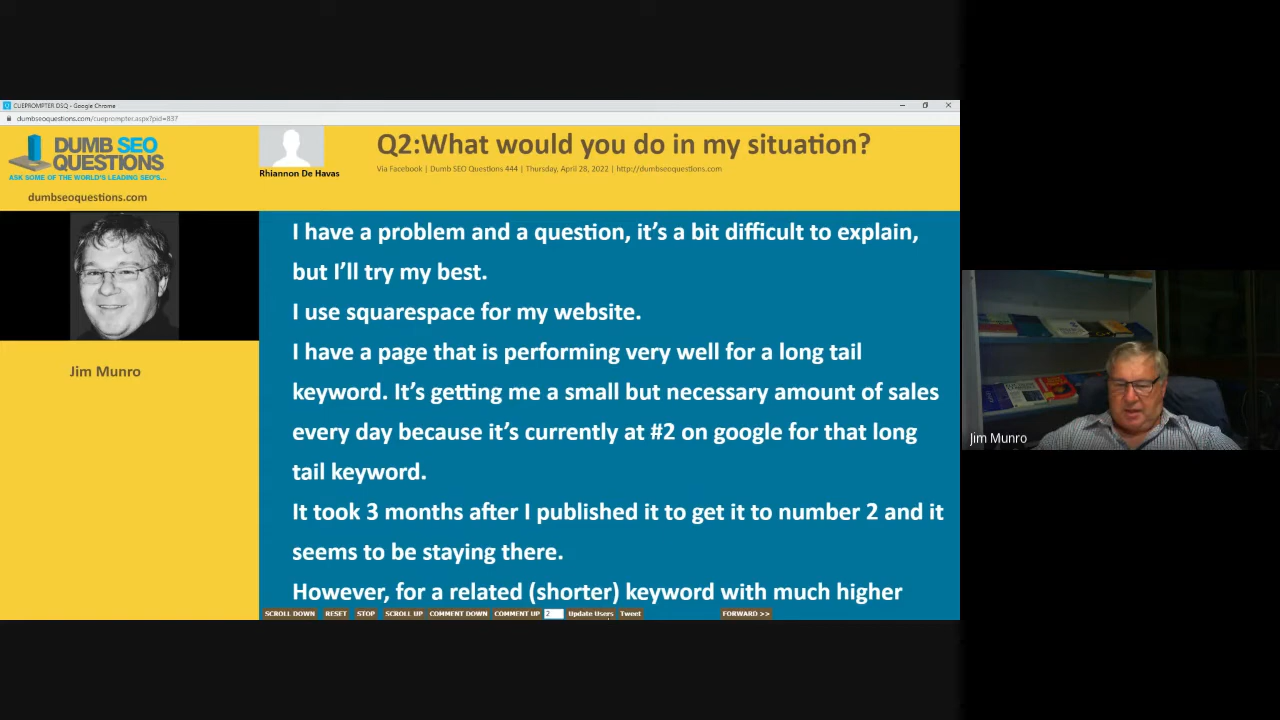 CUEPROMPTER DSQ - Google Chrome
dumbseoquestions.com/cueprompter.aspx?pid=837
DUMB SEO
QUESTIONS
ASK SOME OF THE WORLD'S LEADING SEO'S...
dumbseoquestions.com
Rhiannon De Havas
Q2:What would you do in my situation?
Via Facebook | Dumb SEO Questions 444 | Thursday, April 28, 2022 | http://dumbseoquestions.com
Jim Munro
I have a problem and a question, it's a bit difficult to explain,
but I'll try my best.
I use squarespace for my website.
I have a page that is performing very well for a long tail
keyword. It's getting me a small but necessary amount of sales
every day because it's currently at #2 on google for that long
tail keyword.
It took 3 months after I published it to get it to number 2 and it
seems to be staying there.
However, for a related (shorter) keyword with much higher
SCROLL DOWN RESET STOP SCROLL UP COMMENT DOWN COMMENT UP 2 Update Users Tweet FORWARD >>
Jim Munro